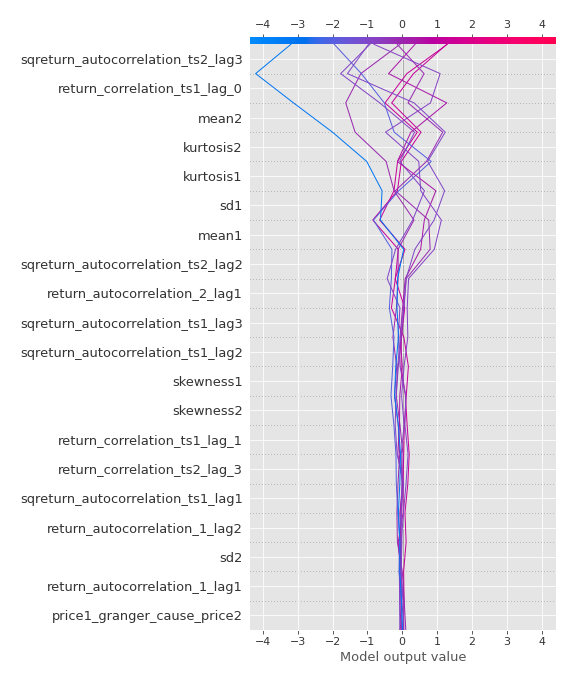 −4 −3 −2 −1 0 1 2 3 4
sqreturn_autocorrelation_ts2_lag3
return_correlation_ts1_lag_0
mean2
kurtosis2
kurtosis1
sd1
mean1
sqreturn_autocorrelation_ts2_lag2
return_autocorrelation_2_lag1
sqreturn_autocorrelation_ts1_lag3
sqreturn_autocorrelation_ts1_lag2
skewness1
skewness2
return_correlation_ts1_lag_1
return_correlation_ts2_lag_3
sqreturn_autocorrelation_ts1_lag1
return_autocorrelation_1_lag2
sd2
return_autocorrelation_1_lag1
price1_granger_cause_price2
−4 −3 −2 −1 0 1 2 3 4
Model output value